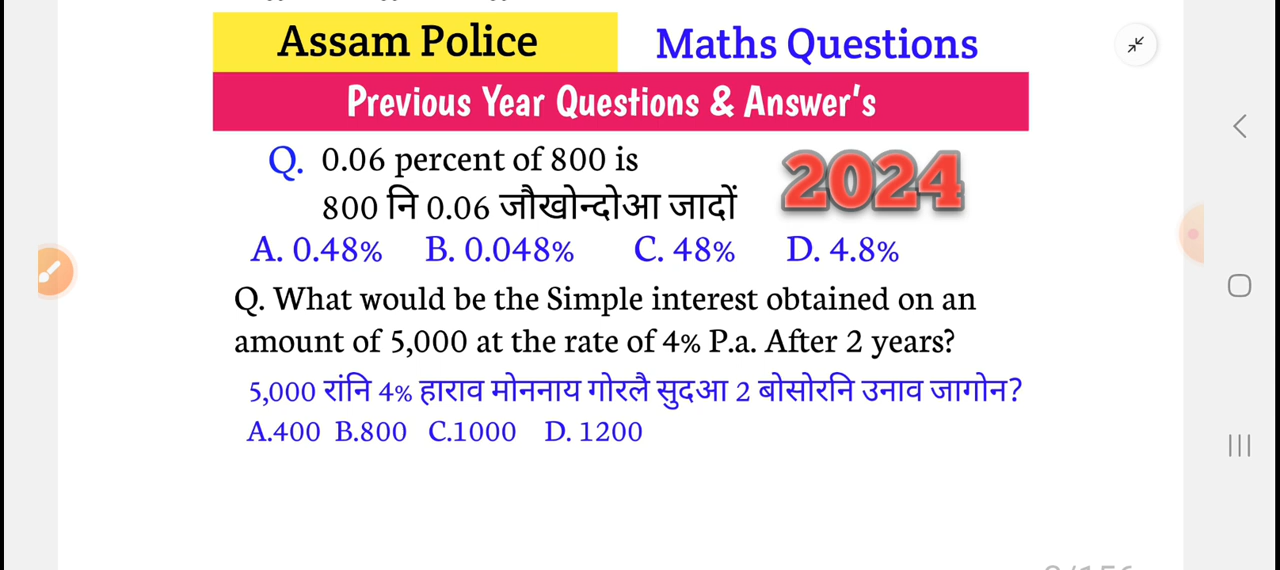 Assam Police
Maths Questions
Previous Year Questions & Answer's
Q. 0.06 percent of 800 is
2024
800 नि 0.06 जौखोन्दोआ जादों
A. 0.48% B. 0.048% C. 48% D. 4.8%
Q. What would be the Simple interest obtained on an
amount of 5,000 at the rate of 4% P.a. After 2 years?
5,000 रांनि 4% हाराव मोननाय गोरलै सुदआ 2 बोसोरनि उनाव जागोन?
A.400 B.800 C.1000 D. 1200